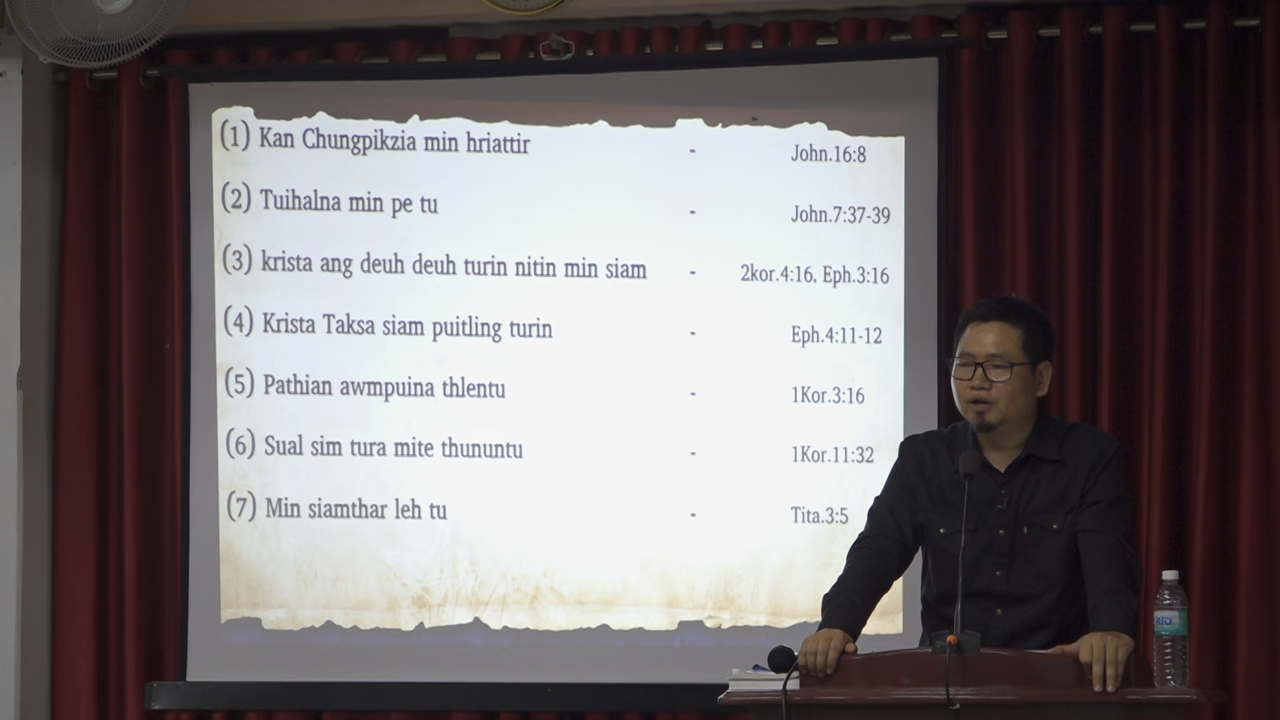 (1) Kan Chungpikzia min hriattir - John.16:8
(2) Tuihalna min pe tu - John.7:37-39
(3) krista ang deuh deuh turin nitin min siam - 2kor.4:16, Eph.3:16
(4) Krista Taksa siam puitling turin - Eph.4:11-12
(5) Pathian awmpuina thlentu - 1Kor.3:16
(6) Sual sim tura mite thununtu - 1Kor.11:32
(7) Min siamthar leh tu - Tita.3:5